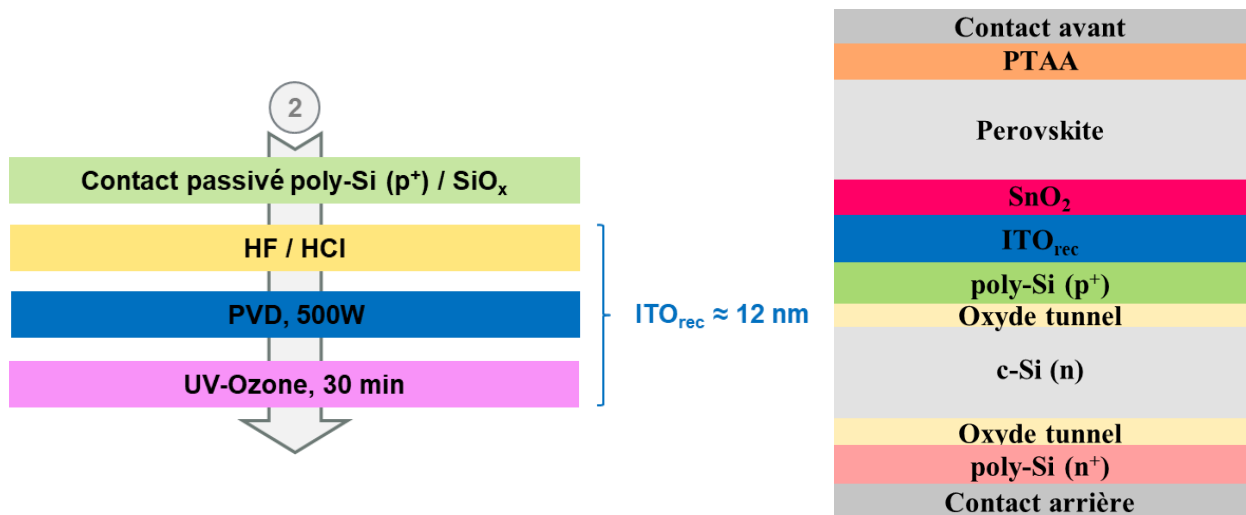 2
Contact passivé poly-Si (p⁺) / SiOₓ
HF / HCl
PVD, 500W
UV-Ozone, 30 min
ITOrec ≈ 12 nm
Contact avant
PTAA
Perovskite
SnO₂
ITOrec
poly-Si (p⁺)
Oxyde tunnel
c-Si (n)
Oxyde tunnel
poly-Si (n⁺)
Contact arrière